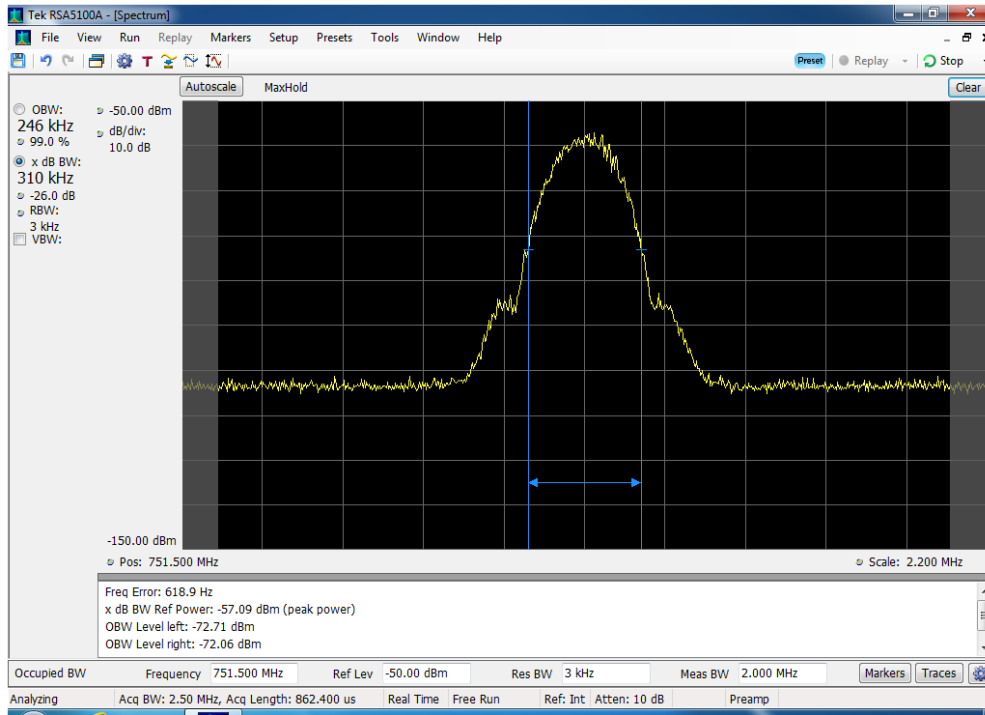 Tek RSA5100A - [Spectrum]
File View Run Replay Markers Setup Presets Tools Window Help
T Preset Replay Stop
Autoscale MaxHold Clear
OBW:
246 kHz
99.0 %
x dB BW:
310 kHz
-26.0 dB
RBW:
3 kHz
VBW:
-50.00 dBm
dB/div:
10.0 dB
-150.00 dBm
Pos: 751.500 MHz Scale: 2.200 MHz
Freq Error: 618.9 Hz
x dB BW Ref Power: -57.09 dBm (peak power)
OBW Level left: -72.71 dBm
OBW Level right: -72.06 dBm
Occupied BW Frequency 751.500 MHz Ref Lev -50.00 dBm Res BW 3 kHz Meas BW 2.000 MHz Markers Traces
Analyzing Acq BW: 2.50 MHz, Acq Length: 862.400 us Real Time Free Run Ref: Int Atten: 10 dB Preamp